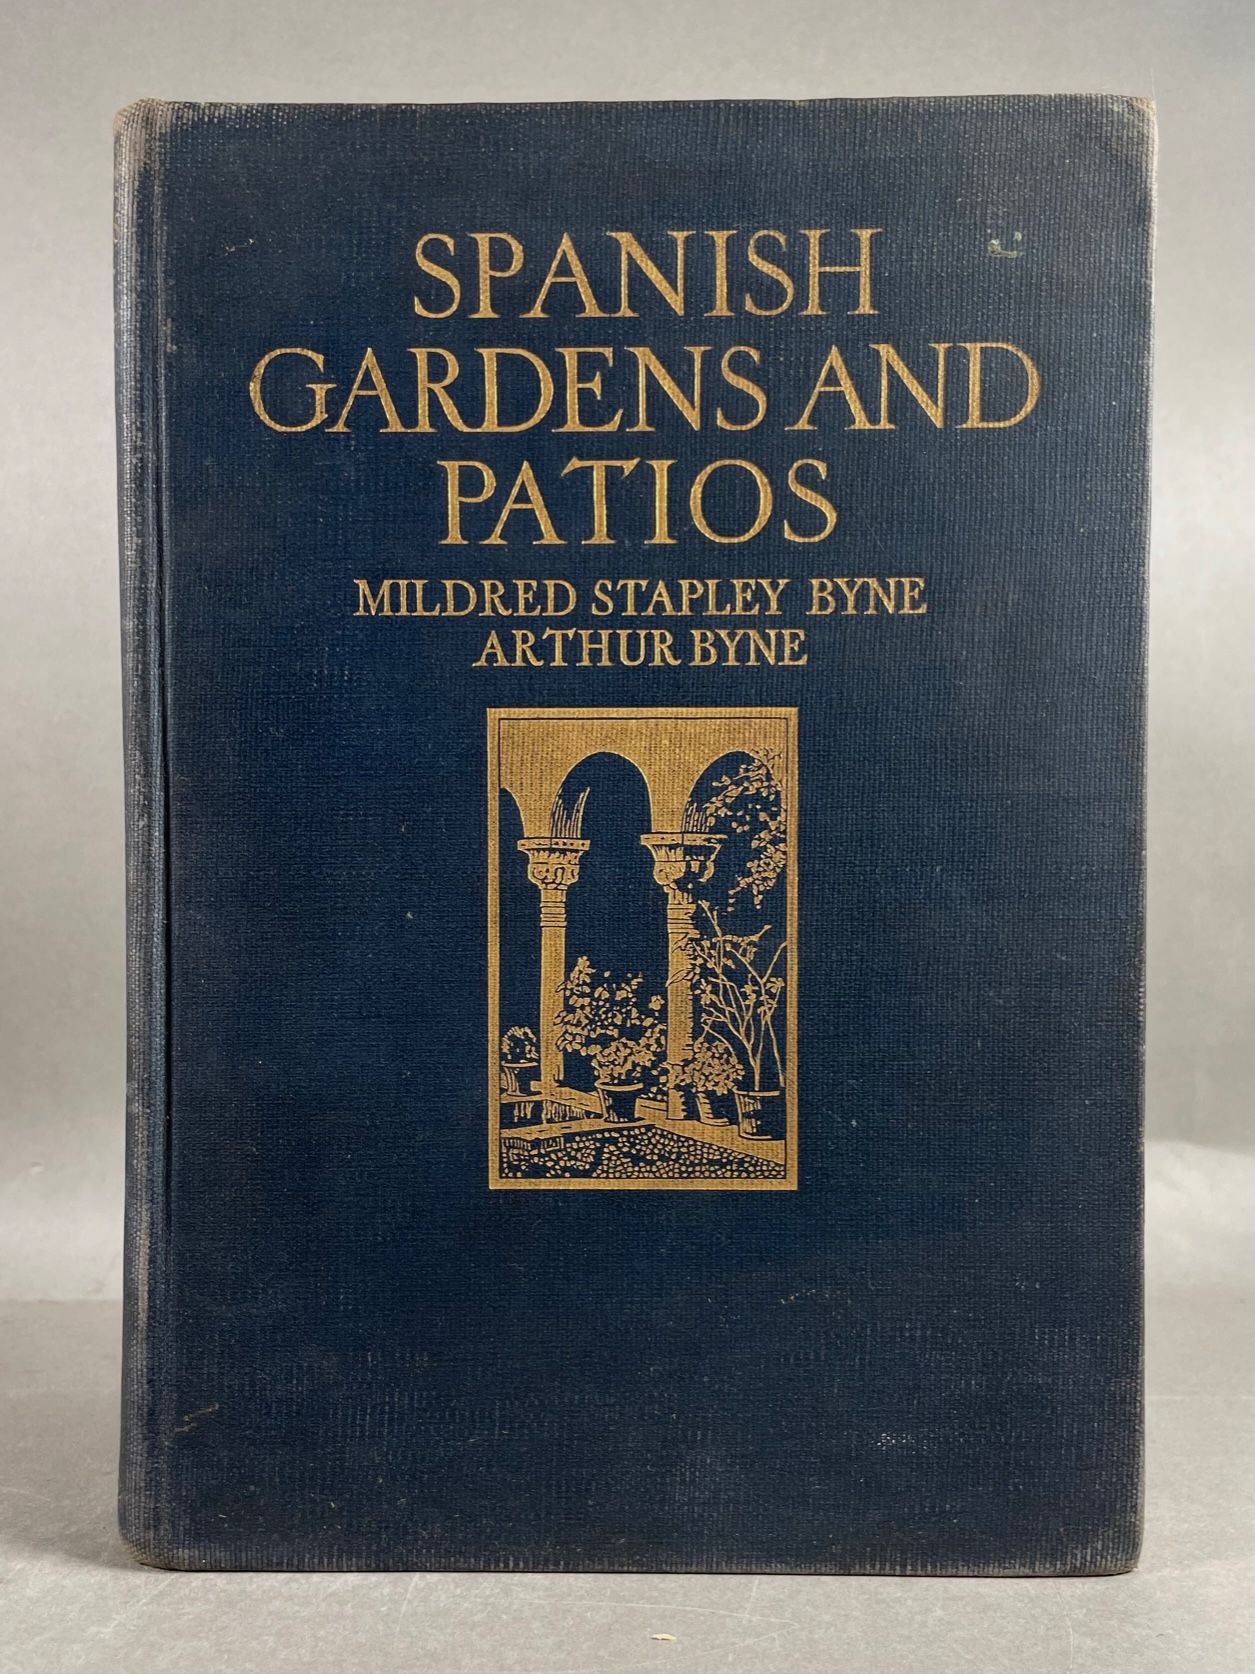 SPANISH
GARDENS AND
PATIOS
MILDRED STAPLEY BYNE
ARTHUR BYNE